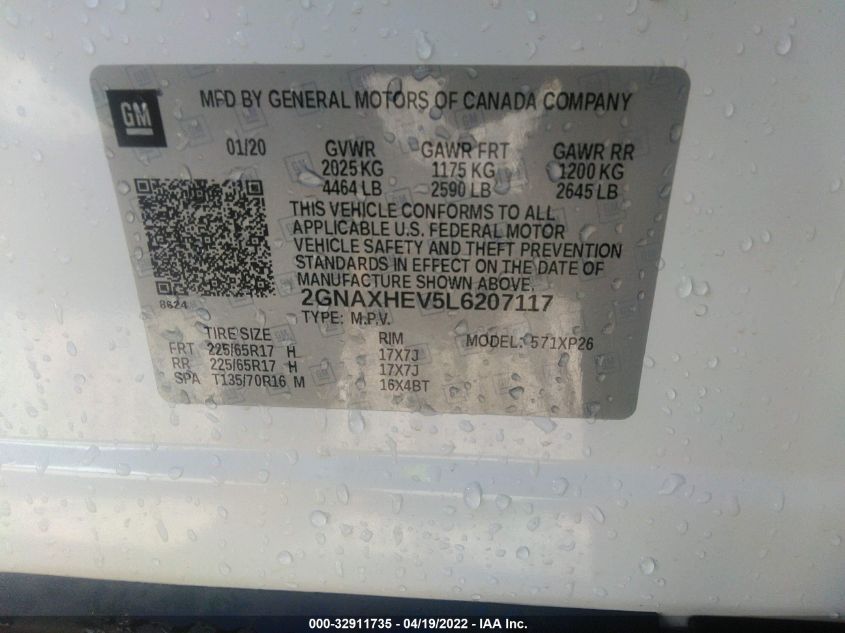 GM
MFD BY GENERAL MOTORS OF CANADA COMPANY
01/20 GVWR GAWR FRT GAWR RR
2025 KG 1175 KG 1200 KG
4464 LB 2590 LB 2645 LB
THIS VEHICLE CONFORMS TO ALL
APPLICABLE U.S. FEDERAL MOTOR
VEHICLE SAFETY AND THEFT PREVENTION
STANDARDS IN EFFECT ON THE DATE OF
MANUFACTURE SHOWN ABOVE.
8624 2GNAXHEV5L6207117
TYPE: M.P.V.
TIRE SIZE RIM MODEL: 571XP26
FRT 225/65R17 H 17X7J
RR 225/65R17 H 17X7J
SPA T135/70R16 M 16X4BT
000-32911735 - 04/19/2022 - IAA Inc.